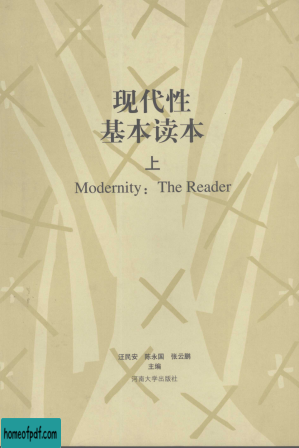 现代性
基本读本
上
Modernity: The Reader
汪民安 陈永国 张云鹏
主编
河南大学出版社
homeofpdf.com